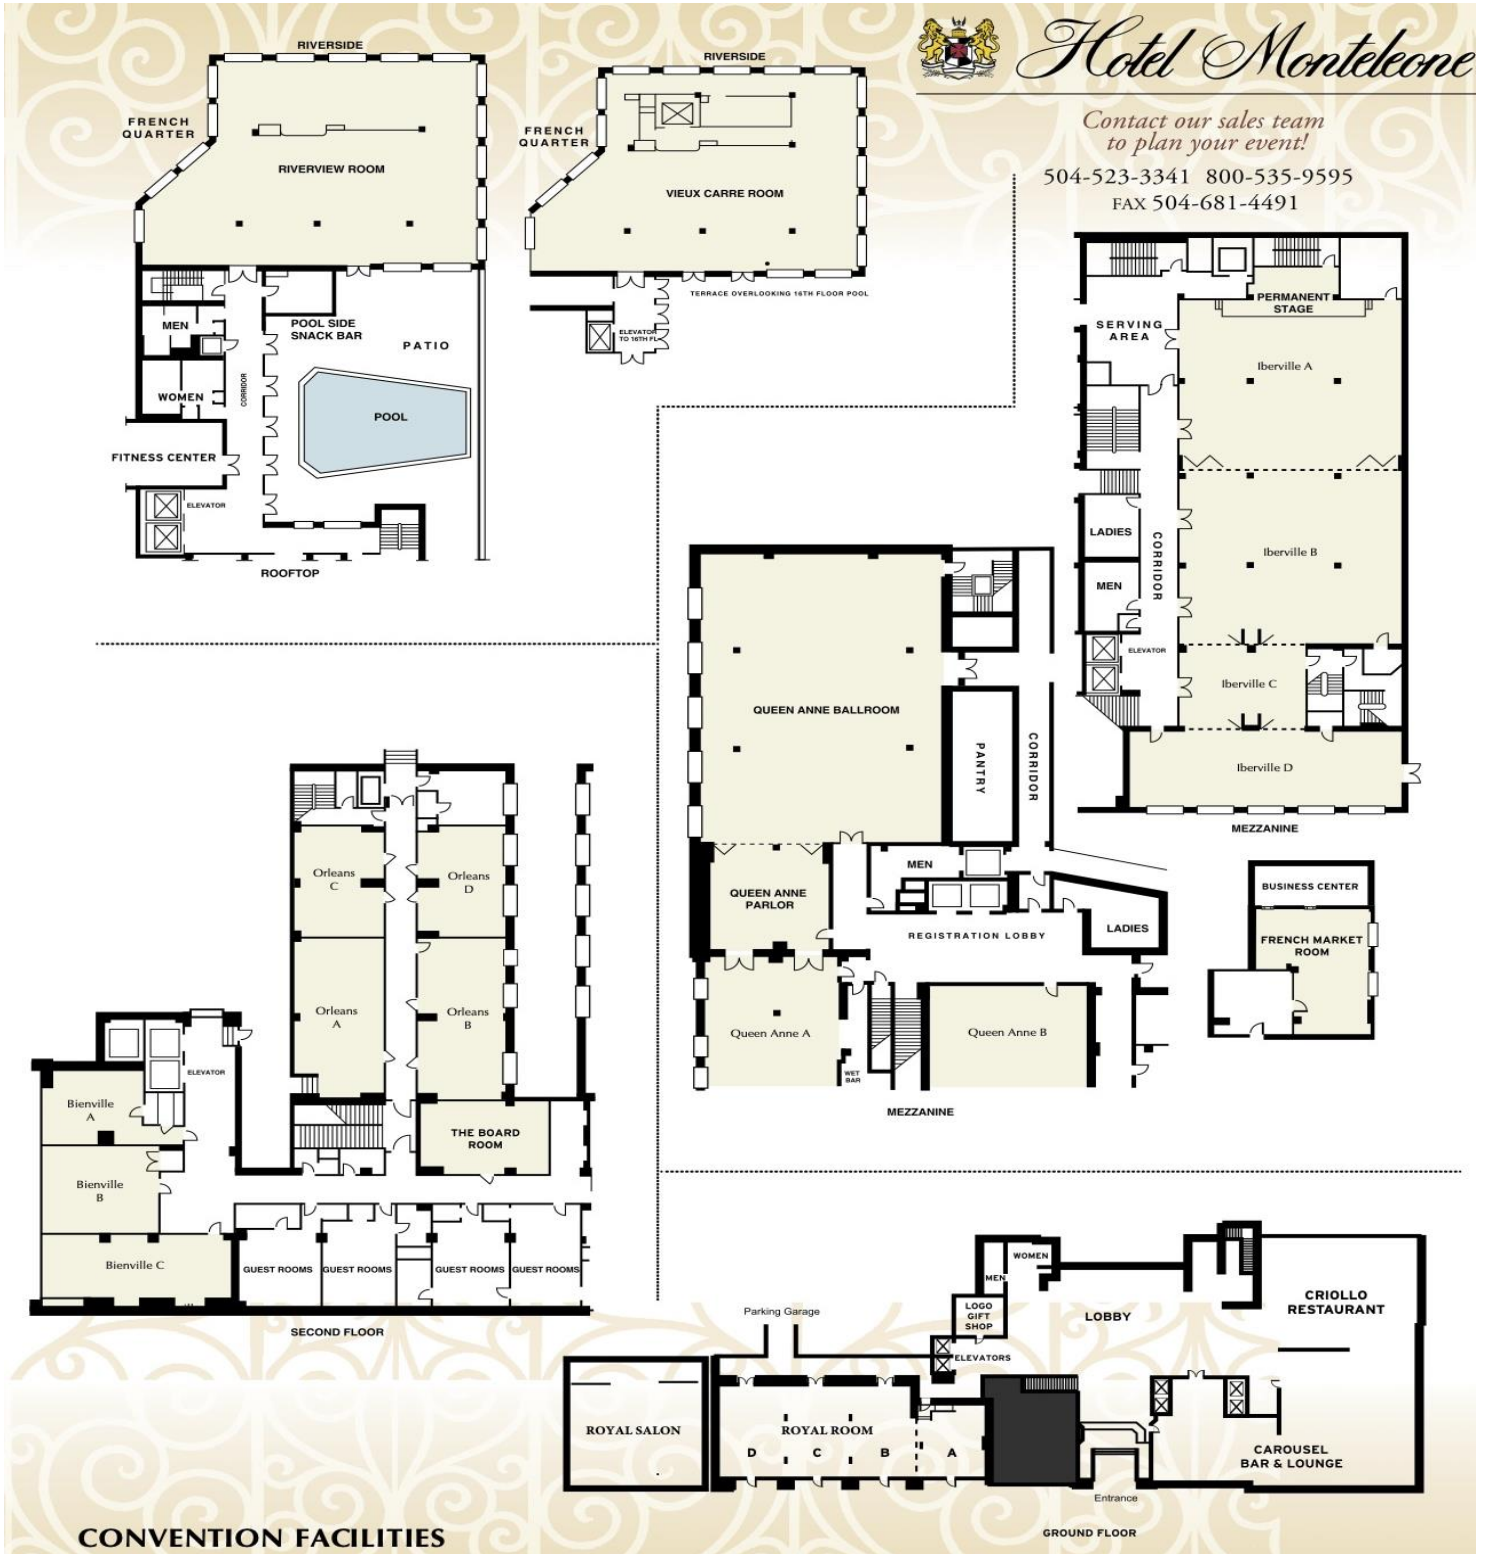 Hotel Monteleone
Contact our sales team
to plan your event!
504-523-3341 800-535-9595
FAX 504-681-4491
RIVERSIDE
FRENCH
QUARTER
RIVERVIEW ROOM
MEN
POOL SIDE
SNACK BAR
PATIO
WOMEN
CORRIDOR
POOL
FITNESS CENTER
ELEVATOR
ROOFTOP
RIVERSIDE
FRENCH
QUARTER
VIEUX CARRE ROOM
TERRACE OVERLOOKING 16TH FLOOR POOL
ELEVATOR
TO 16TH FL
PERMANENT
STAGE
SERVING
AREA
Iberville A
LADIES
CORRIDOR
Iberville B
MEN
ELEVATOR
Iberville C
Iberville D
MEZZANINE
QUEEN ANNE BALLROOM
PANTRY
CORRIDOR
MEN
QUEEN ANNE
PARLOR
REGISTRATION LOBBY
LADIES
Queen Anne A
Queen Anne B
WET
BAR
MEZZANINE
BUSINESS CENTER
FRENCH MARKET
ROOM
Orleans
C
Orleans
D
Orleans
A
Orleans
B
ELEVATOR
Bienville
A
THE BOARD
ROOM
Bienville
B
Bienville C
GUEST ROOMS
GUEST ROOMS
GUEST ROOMS
GUEST ROOMS
SECOND FLOOR
WOMEN
MEN
LOGO
GIFT
SHOP
LOBBY
CRIOLLO
RESTAURANT
Parking Garage
ELEVATORS
ROYAL SALON
ROYAL ROOM
D C B A
CAROUSEL
BAR & LOUNGE
Entrance
GROUND FLOOR
CONVENTION FACILITIES